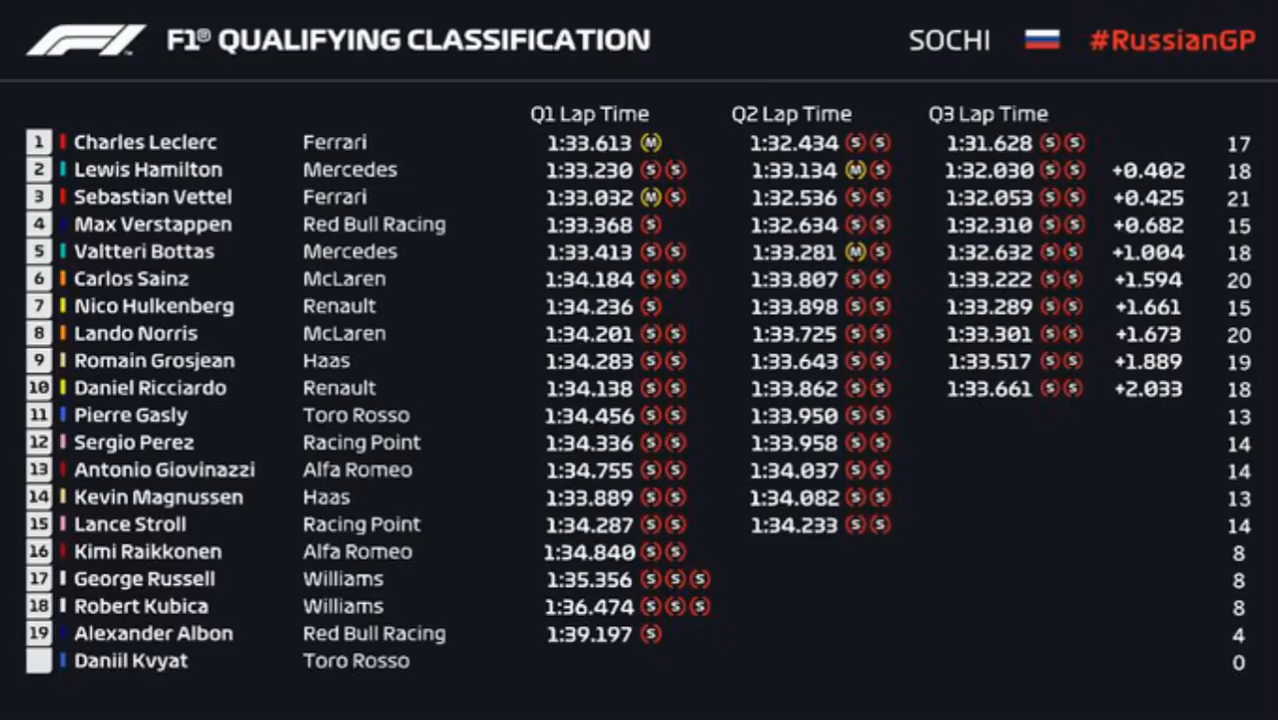 F1® QUALIFYING CLASSIFICATION SOCHI #RussianGP
Q1 Lap Time Q2 Lap Time Q3 Lap Time
1 Charles Leclerc Ferrari 1:33.613 M 1:32.434 S S 1:31.628 S S 17
2 Lewis Hamilton Mercedes 1:33.230 S S 1:33.134 M S 1:32.030 S S +0.402 18
3 Sebastian Vettel Ferrari 1:33.032 M S 1:32.536 S S 1:32.053 S S +0.425 21
4 Max Verstappen Red Bull Racing 1:33.368 S 1:32.634 S S 1:32.310 S S +0.682 15
5 Valtteri Bottas Mercedes 1:33.413 S S 1:33.281 M S 1:32.632 S S +1.004 18
6 Carlos Sainz McLaren 1:34.184 S S 1:33.807 S S 1:33.222 S S +1.594 20
7 Nico Hulkenberg Renault 1:34.236 S 1:33.898 S S 1:33.289 S S +1.661 15
8 Lando Norris McLaren 1:34.201 S S 1:33.725 S S 1:33.301 S S +1.673 20
9 Romain Grosjean Haas 1:34.283 S S 1:33.643 S S 1:33.517 S S +1.889 19
10 Daniel Ricciardo Renault 1:34.138 S S 1:33.862 S S 1:33.661 S S +2.033 18
11 Pierre Gasly Toro Rosso 1:34.456 S S 1:33.950 S S 13
12 Sergio Perez Racing Point 1:34.336 S S 1:33.958 S S 14
13 Antonio Giovinazzi Alfa Romeo 1:34.755 S S 1:34.037 S S 14
14 Kevin Magnussen Haas 1:33.889 S S 1:34.082 S S 13
15 Lance Stroll Racing Point 1:34.287 S S 1:34.233 S S 14
16 Kimi Raikkonen Alfa Romeo 1:34.840 S S 8
17 George Russell Williams 1:35.356 S S S 8
18 Robert Kubica Williams 1:36.474 S S S 8
19 Alexander Albon Red Bull Racing 1:39.197 S 4
Daniil Kvyat Toro Rosso 0